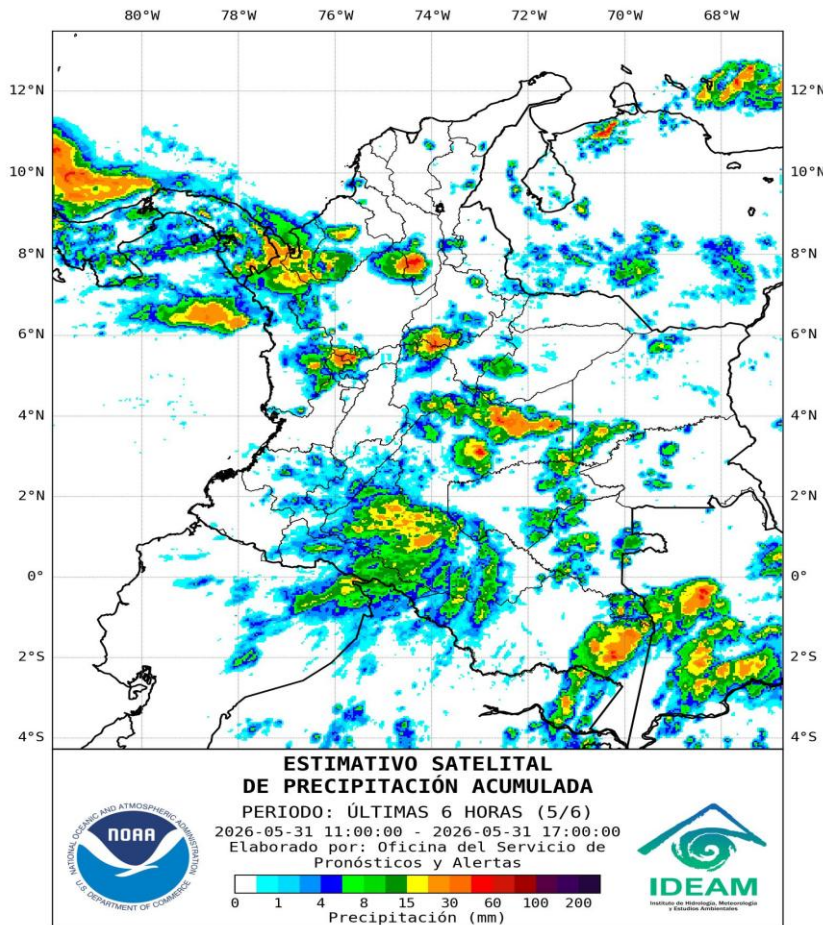 80°W 78°W 76°W 74°W 72°W 70°W 68°W
12°N 12°N
10°N 10°N
8°N 8°N
6°N 6°N
4°N 4°N
2°N 2°N
0° 0°
2°S 2°S
4°S 4°S
ESTIMATIVO SATELITAL
DE PRECIPITACIÓN ACUMULADA
PERIODO: ÚLTIMAS 6 HORAS (5/6)
2026-05-31 11:00:00 - 2026-05-31 17:00:00
Elaborado por: Oficina del Servicio de
Pronósticos y Alertas
0 1 4 8 15 30 60 100 200
Precipitación (mm)
NATIONAL OCEANIC AND ATMOSPHERIC ADMINISTRATION
NOAA
U.S. DEPARTMENT OF COMMERCE
IDEAM
Instituto de Hidrología, Meteorología
y Estudios Ambientales